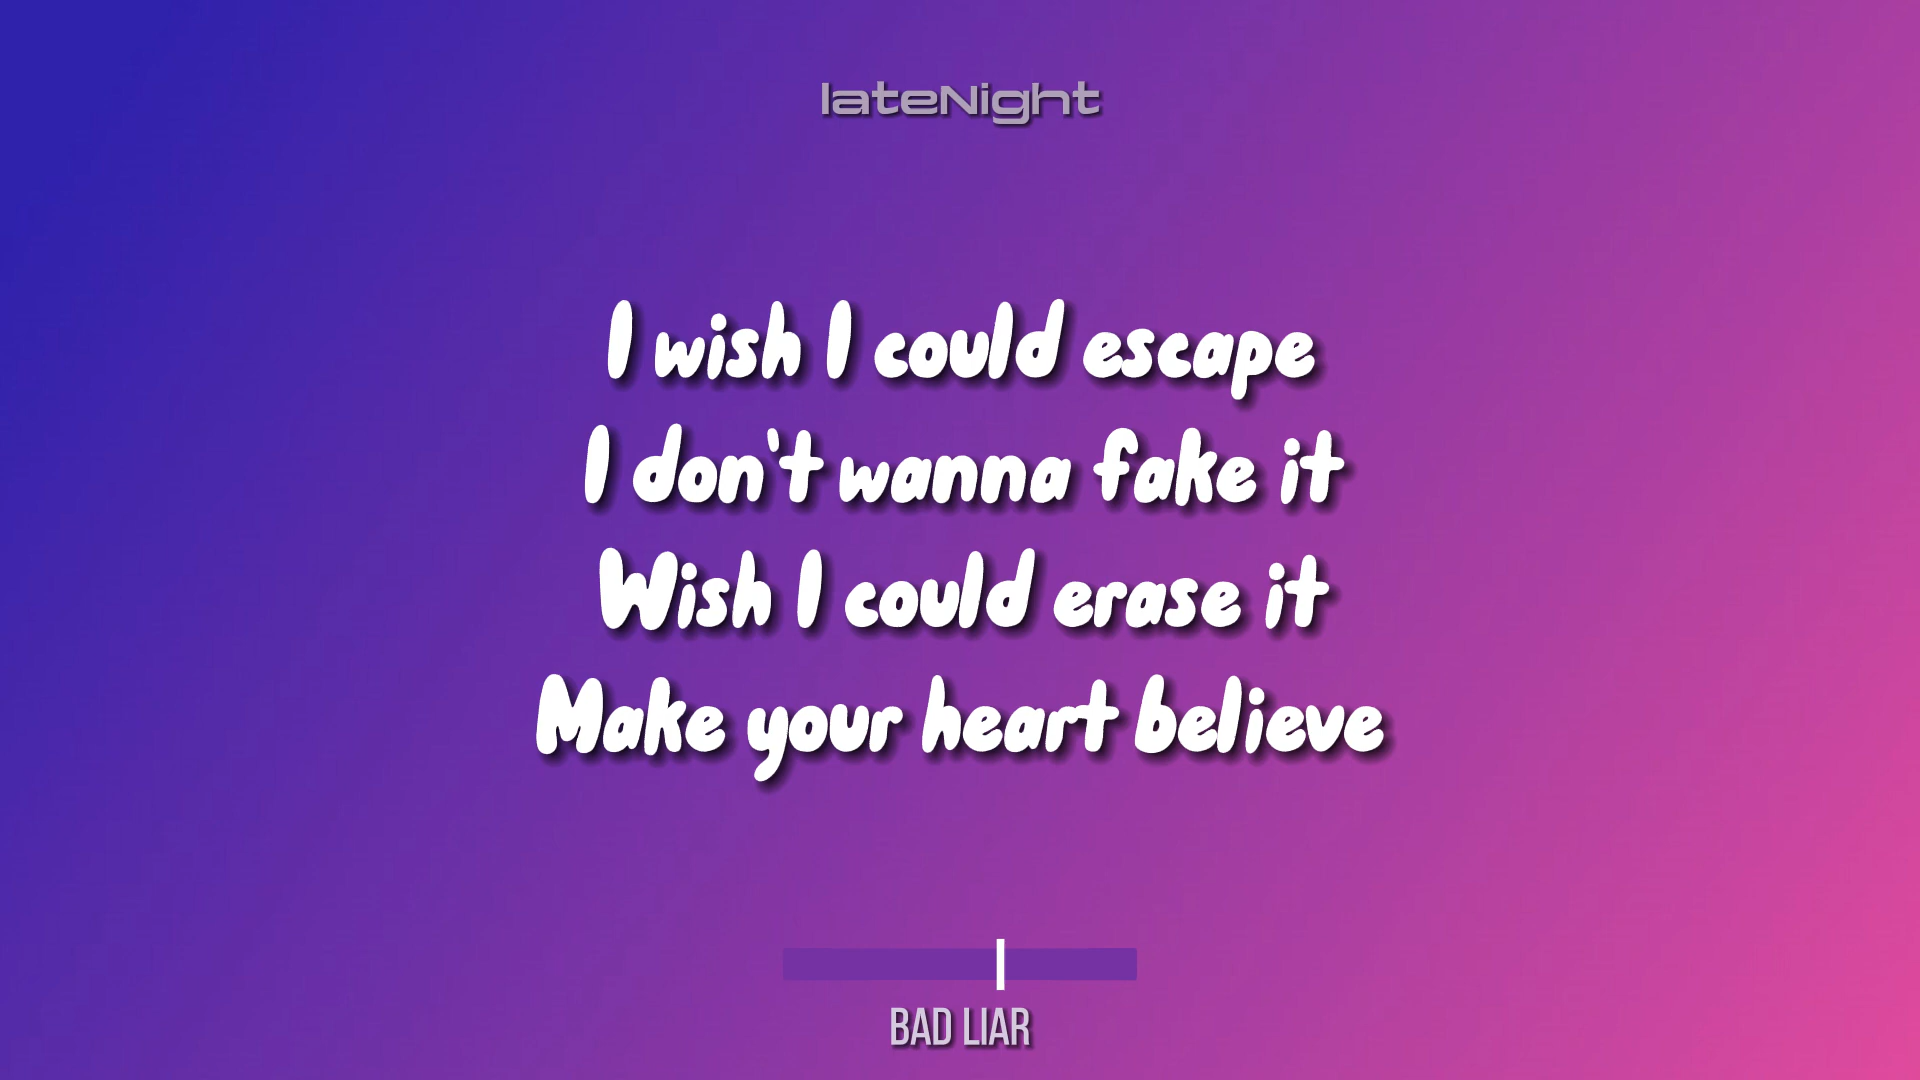 lateNight
I wish I could escape
I don't wanna fake it
Wish I could erase it
Make your heart believe
BAD LIAR